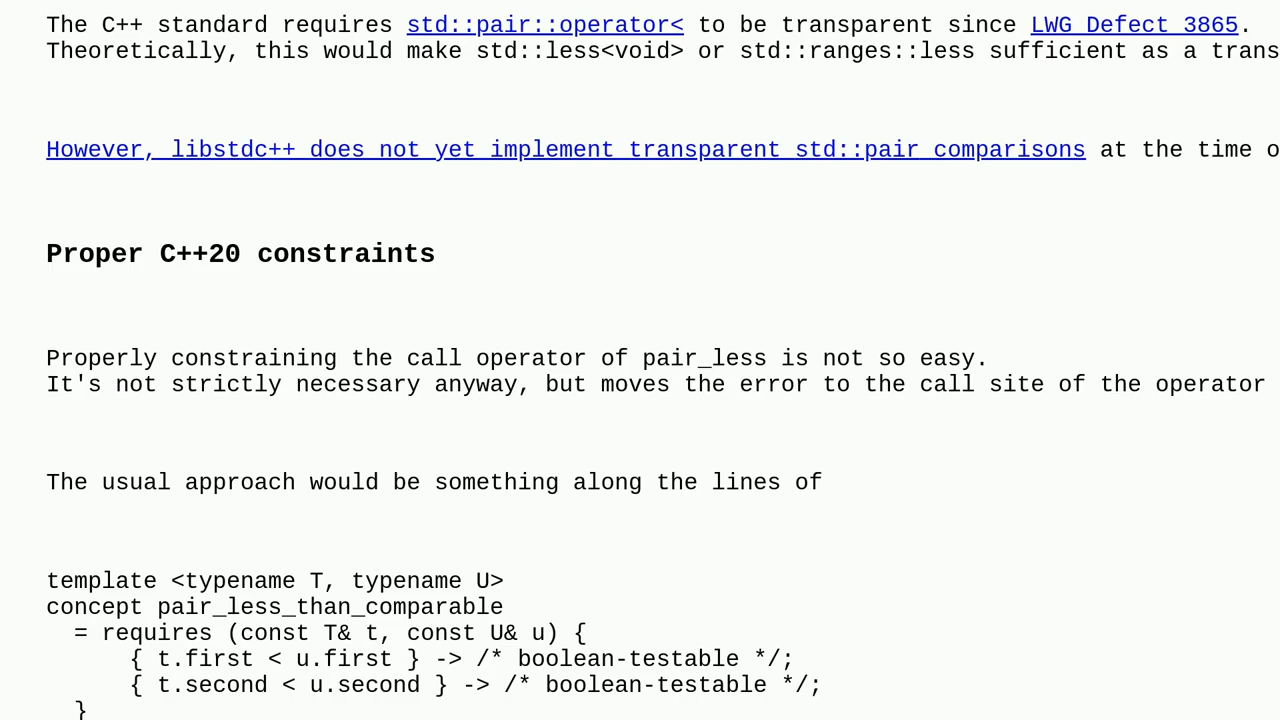 The C++ standard requires std::pair::operator< to be transparent since LWG Defect 3865.
Theoretically, this would make std::less<void> or std::ranges::less sufficient as a trans
However, libstdc++ does not yet implement transparent std::pair comparisons at the time o
Proper C++20 constraints
Properly constraining the call operator of pair_less is not so easy.
It's not strictly necessary anyway, but moves the error to the call site of the operator
The usual approach would be something along the lines of
template <typename T, typename U>
concept pair_less_than_comparable
  = requires (const T& t, const U& u) {
      { t.first < u.first } -> /* boolean-testable */;
      { t.second < u.second } -> /* boolean-testable */;
  }